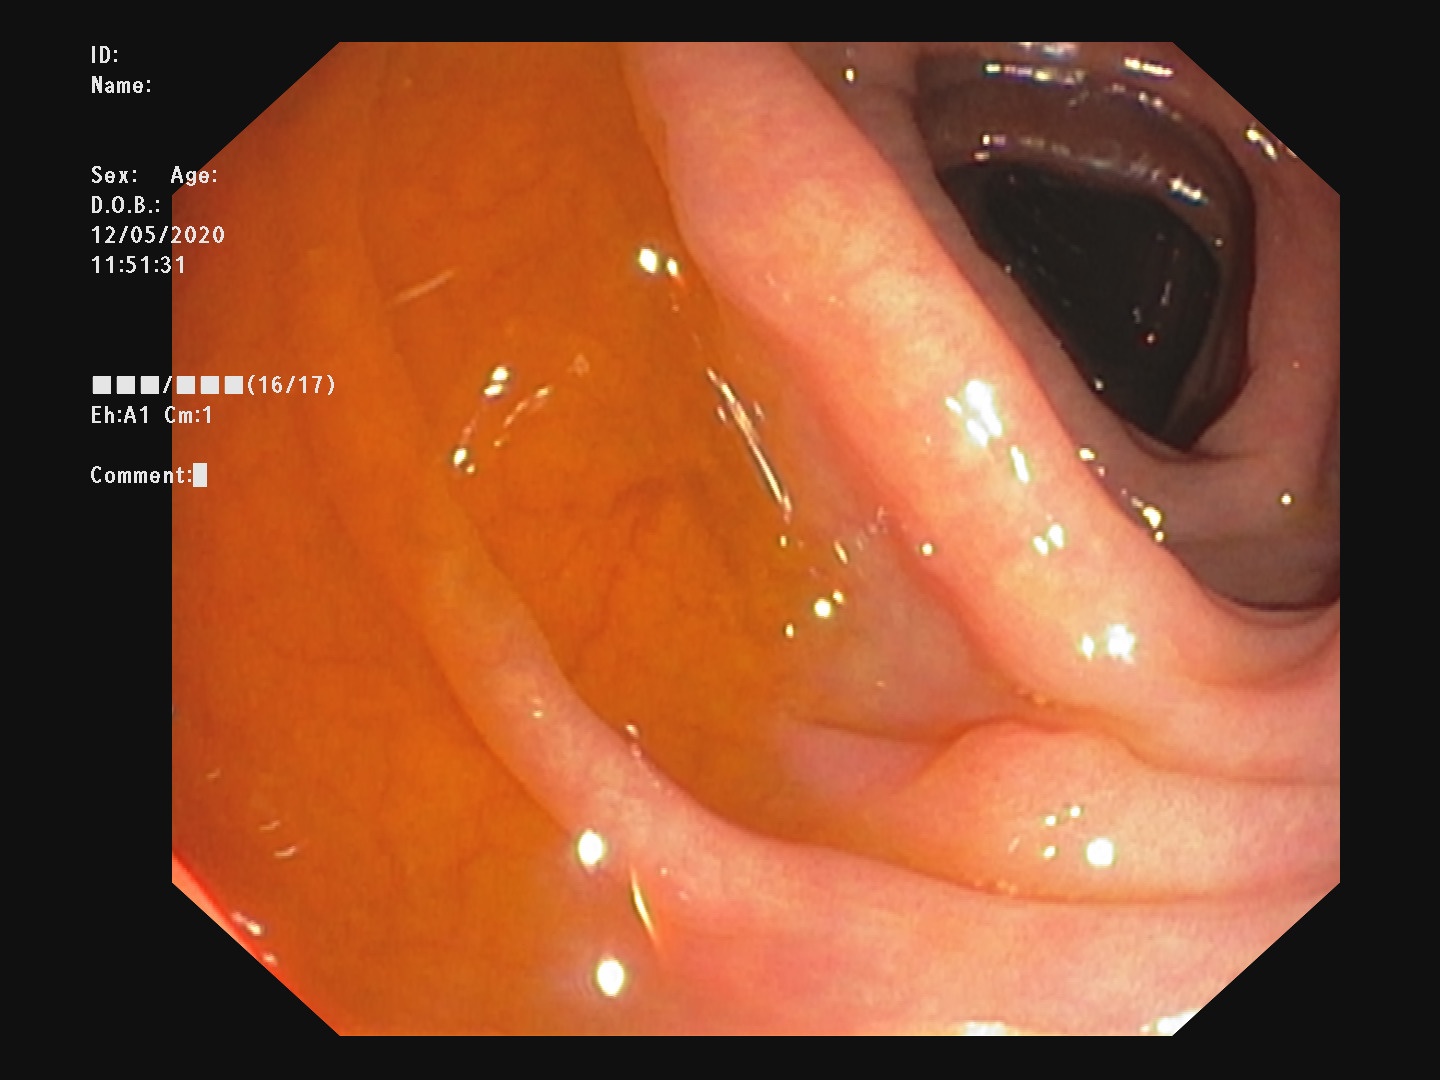 ID:
Name:
Sex: Age:
D.O.B.:
12/05/2020
11:51:31
■■■/■■■(16/17)
Eh:A1 Cm:1
Comment: